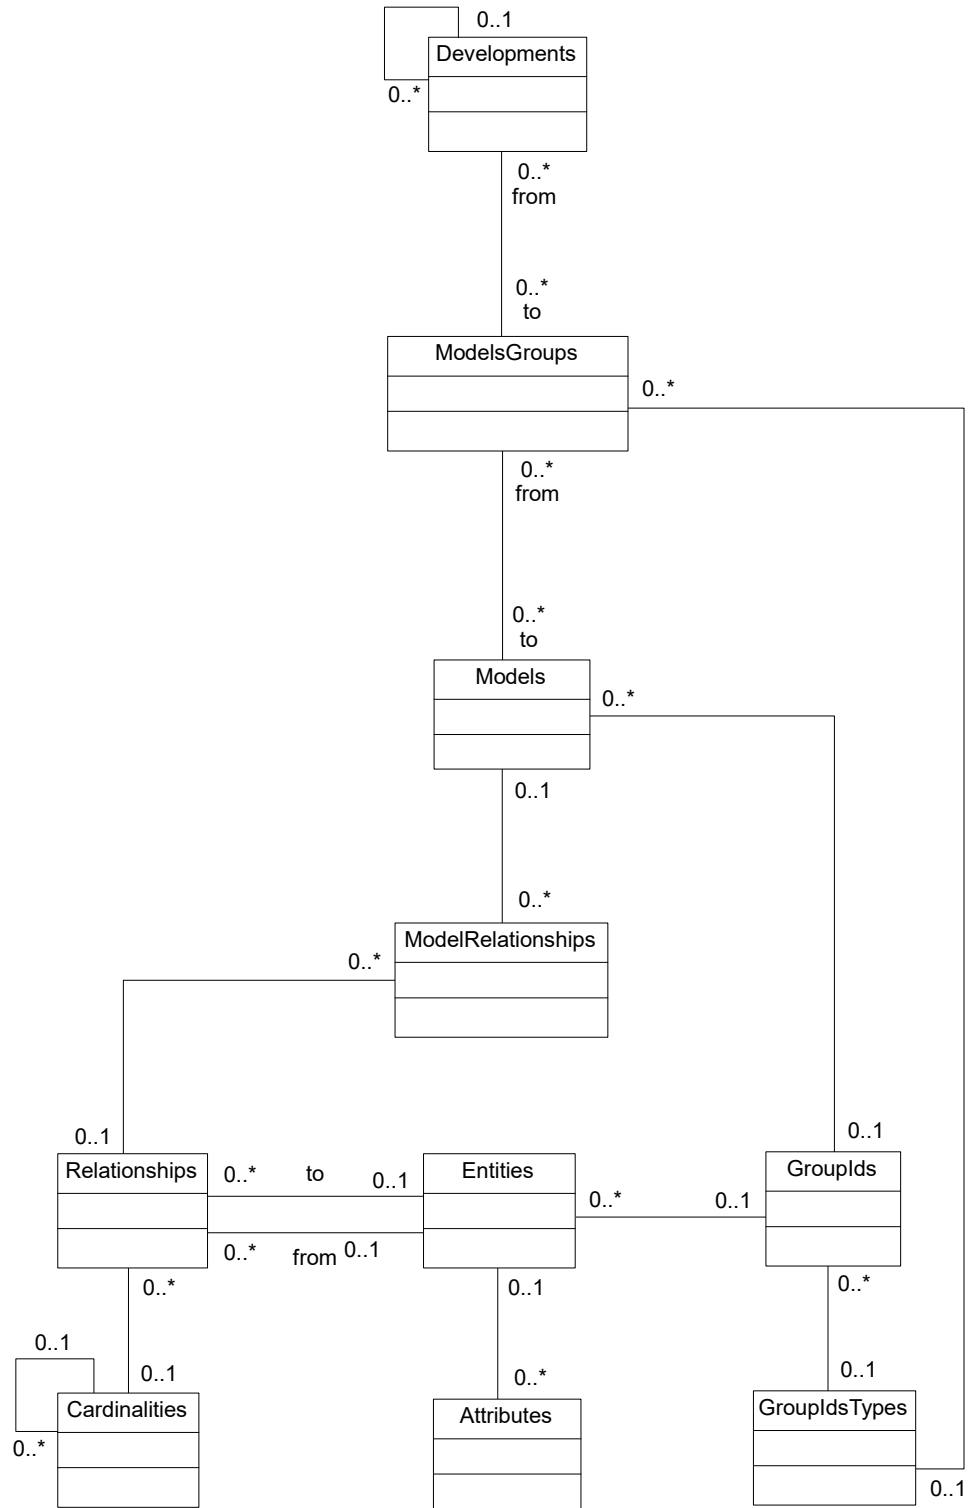 0..1
Developments
0..*
0..*
from
0..*
to
ModelsGroups
0..*
0..*
from
0..*
to
Models
0..*
0..1
0..*
ModelRelationships
0..*
0..1
0..1
Relationships
0..*
to
0..1
Entities
0..*
0..1
GroupIds
0..*
from
0..1
0..*
0..1
0..*
0..1
0..1
0..*
0..1
Cardinalities
Attributes
GroupIdsTypes
0..*
0..1